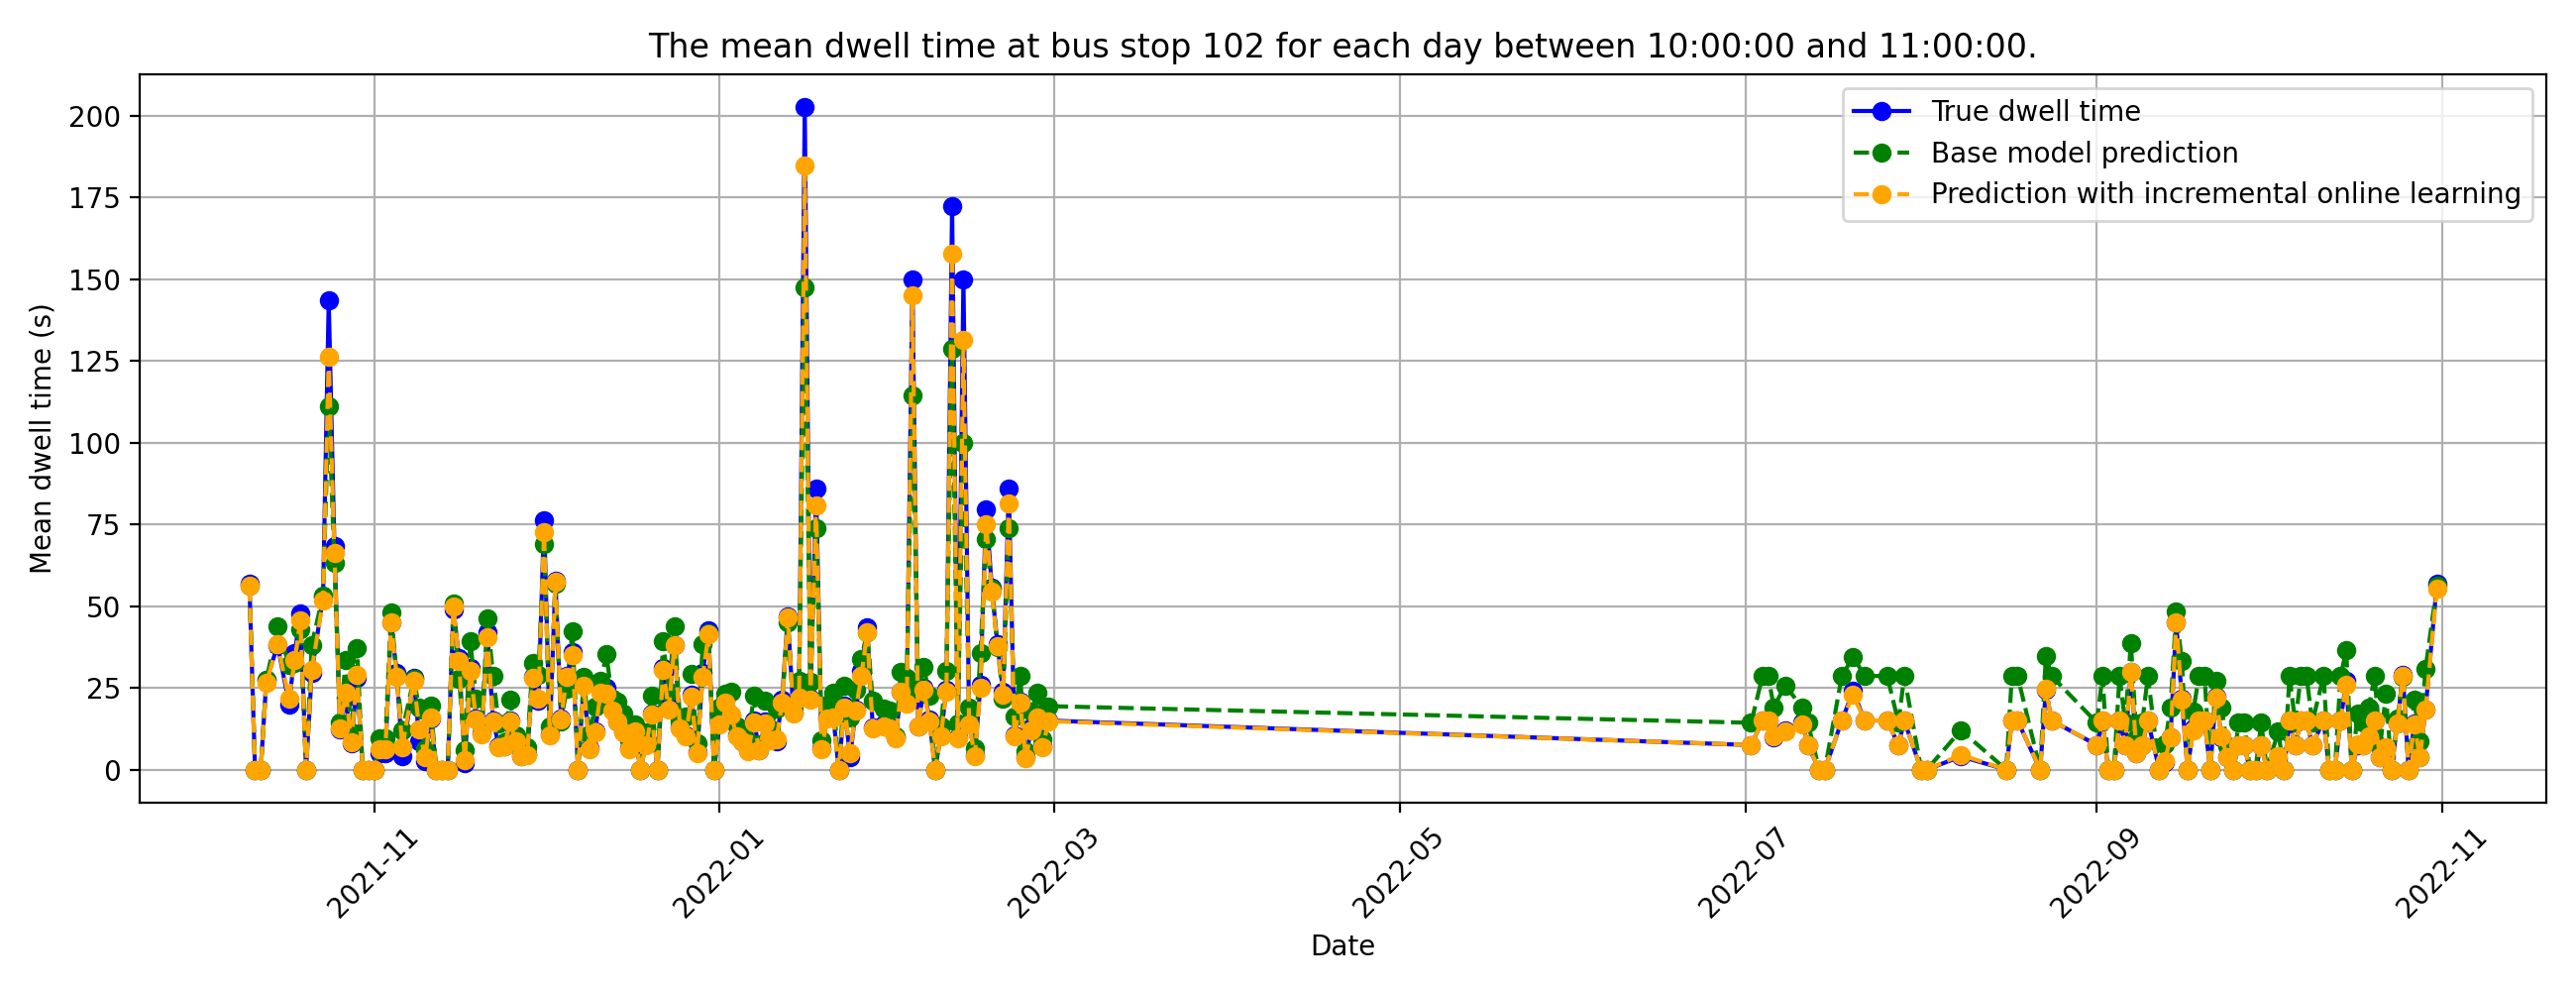 The mean dwell time at bus stop 102 for each day between 10:00:00 and 11:00:00.
True dwell time
Base model prediction
Prediction with incremental online learning
Mean dwell time (s)
200
175
150
125
100
75
50
25
0
2021-11
2022-01
2022-03
2022-05
2022-07
2022-09
2022-11
Date